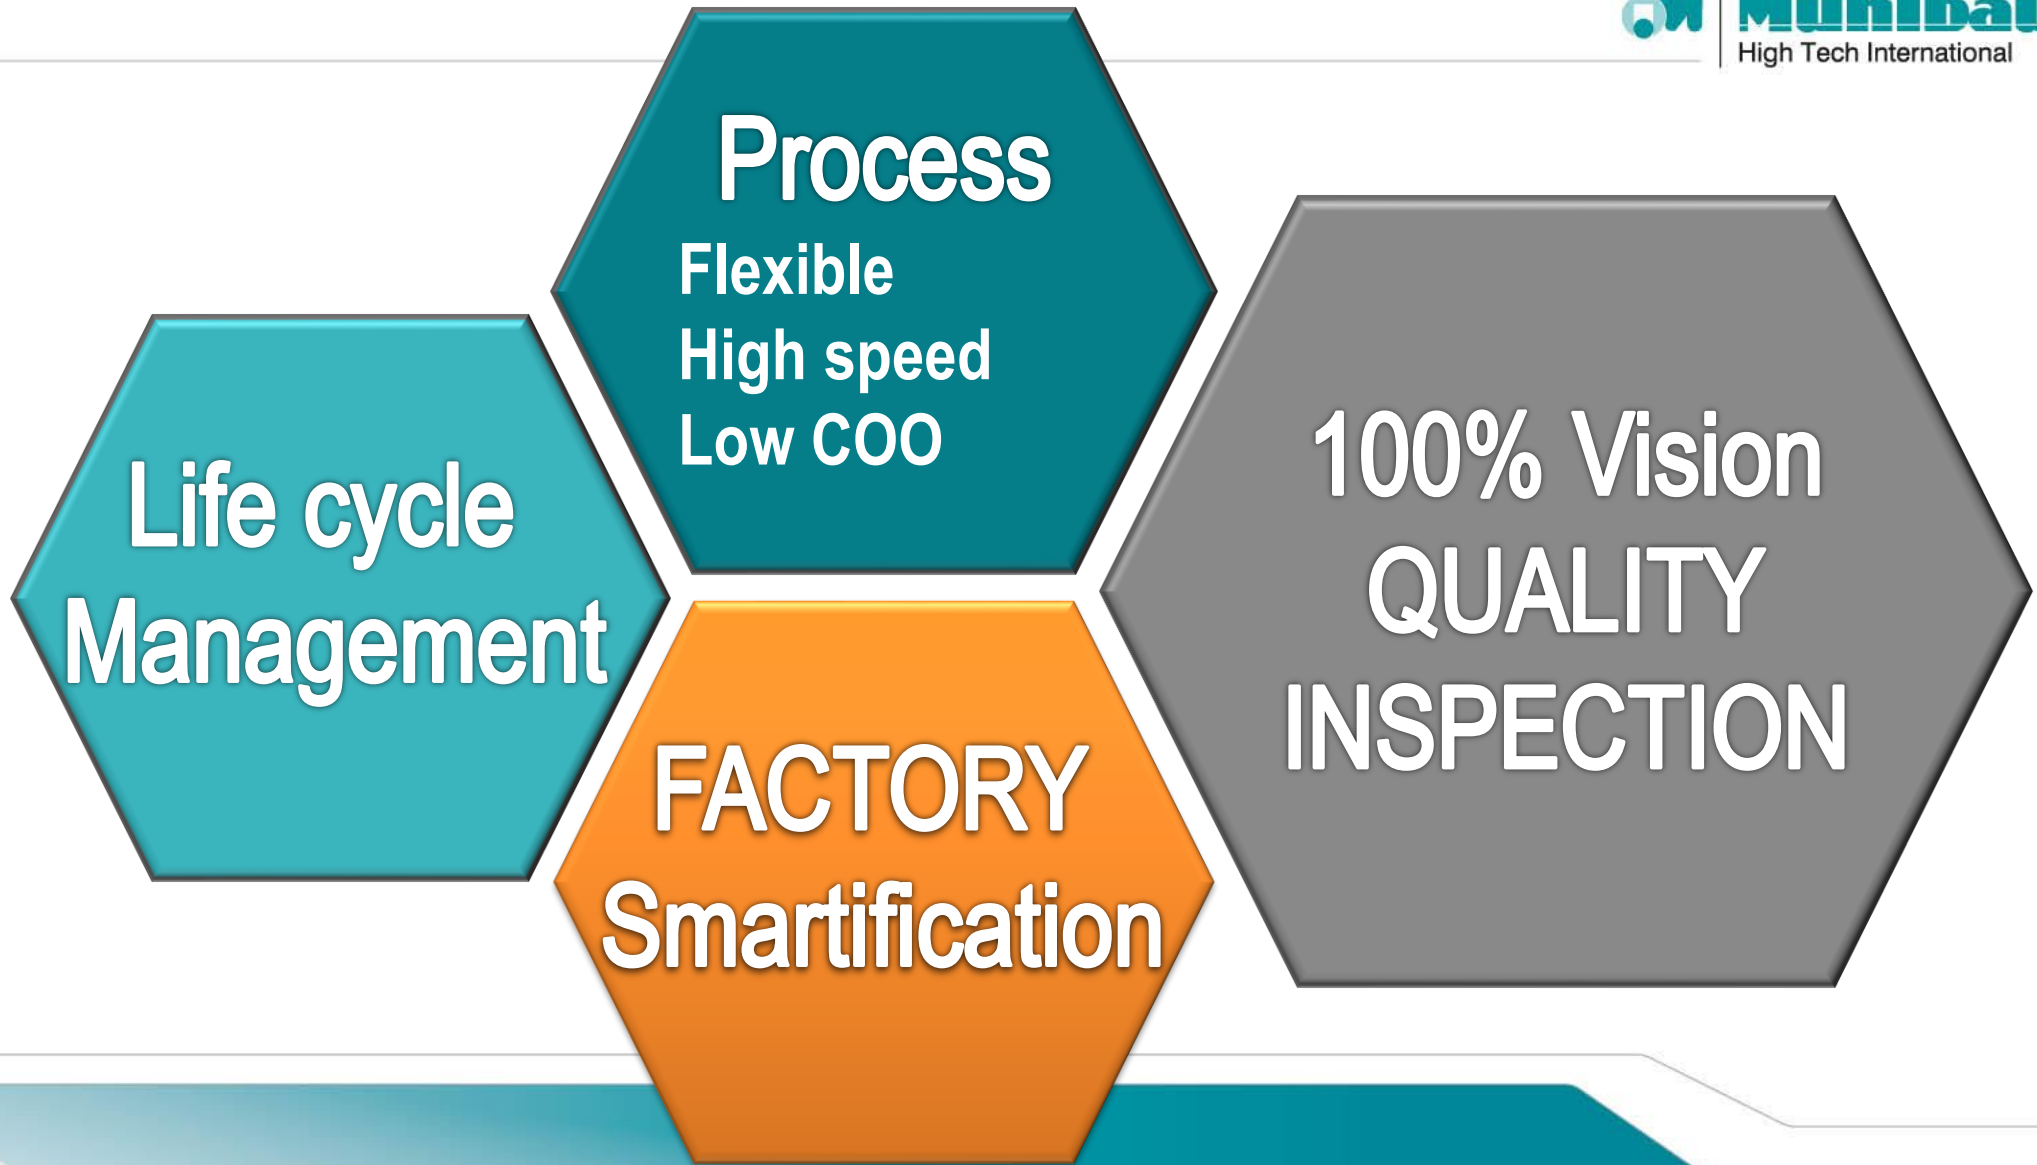 High Tech International
Process
Flexible
High speed
Low COO
Life cycle
Management
100% Vision
QUALITY
INSPECTION
FACTORY
Smartification